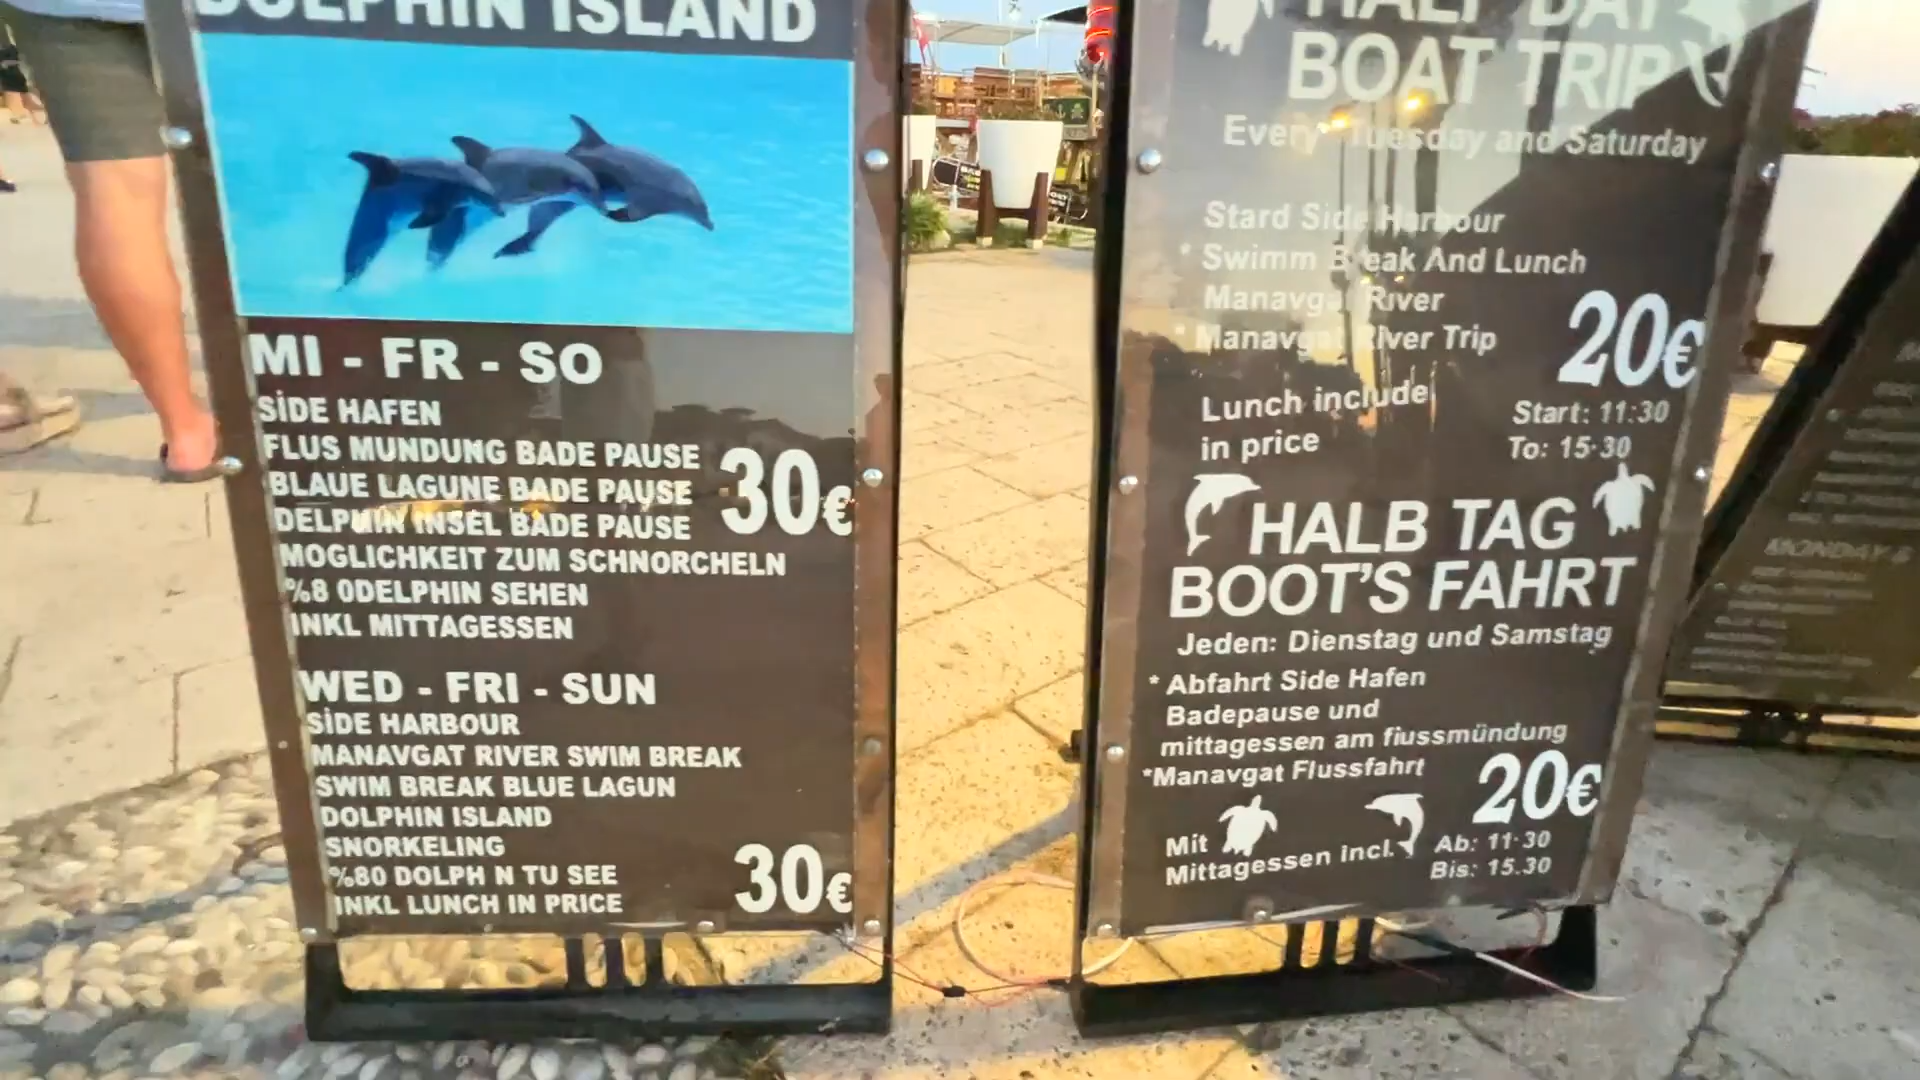 DOLPHIN ISLAND
MI - FR - SO
SİDE HAFEN
FLUS MUNDUNG BADE PAUSE
BLAUE LAGUNE BADE PAUSE
DELPHIN INSEL BADE PAUSE
30€
MOGLICHKEIT ZUM SCHNORCHELN
%8 0DELPHIN SEHEN
INKL MITTAGESSEN
WED - FRI - SUN
SİDE HARBOUR
MANAVGAT RIVER SWIM BREAK
SWIM BREAK BLUE LAGUN
DOLPHIN ISLAND
SNORKELING
%80 DOLPH N TU SEE
INKL LUNCH IN PRICE
30€
HALF DAY
BOAT TRIP
Every Tuesday and Saturday
Stard Side Harbour
* Swimm Break And Lunch
Manavgat River
* Manavgat River Trip
20€
Lunch include
in price
Start: 11:30
To: 15:30
HALB TAG
BOOT'S FAHRT
Jeden: Dienstag und Samstag
* Abfahrt Side Hafen
Badepause und
mittagessen am flussmündung
*Manavgat Flussfahrt
20€
Mit
Mittagessen incl.
Ab: 11:30
Bis: 15.30
MONDAY &